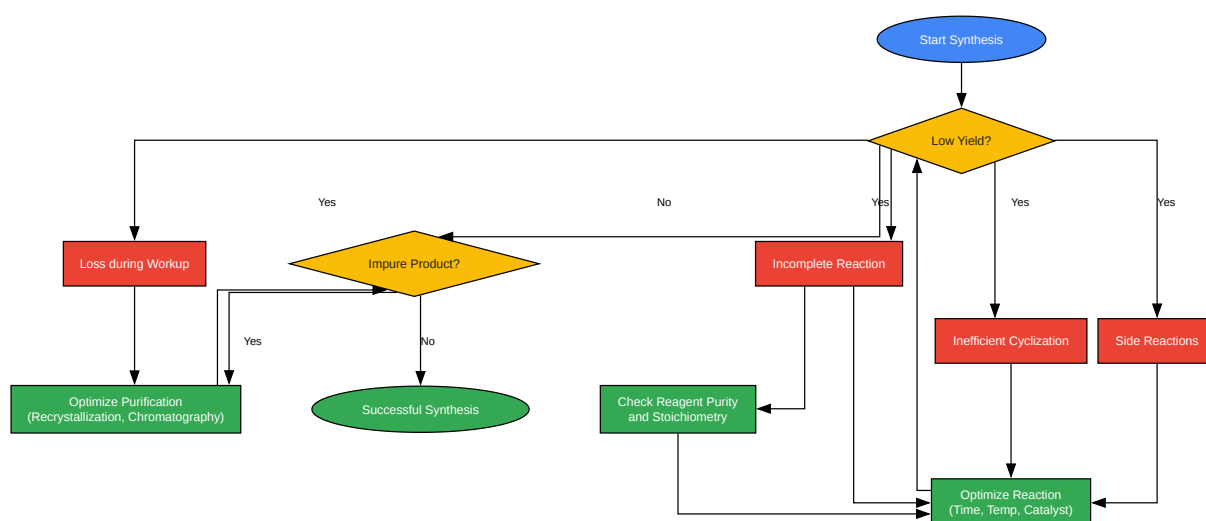 Start Synthesis
Low Yield?
Yes
No
Yes
Yes
Yes
Loss during Workup
Impure Product?
Incomplete Reaction
Inefficient Cyclization
Side Reactions
Yes
No
Optimize Purification
(Recrystallization, Chromatography)
Successful Synthesis
Check Reagent Purity
and Stoichiometry
Optimize Reaction
(Time, Temp, Catalyst)